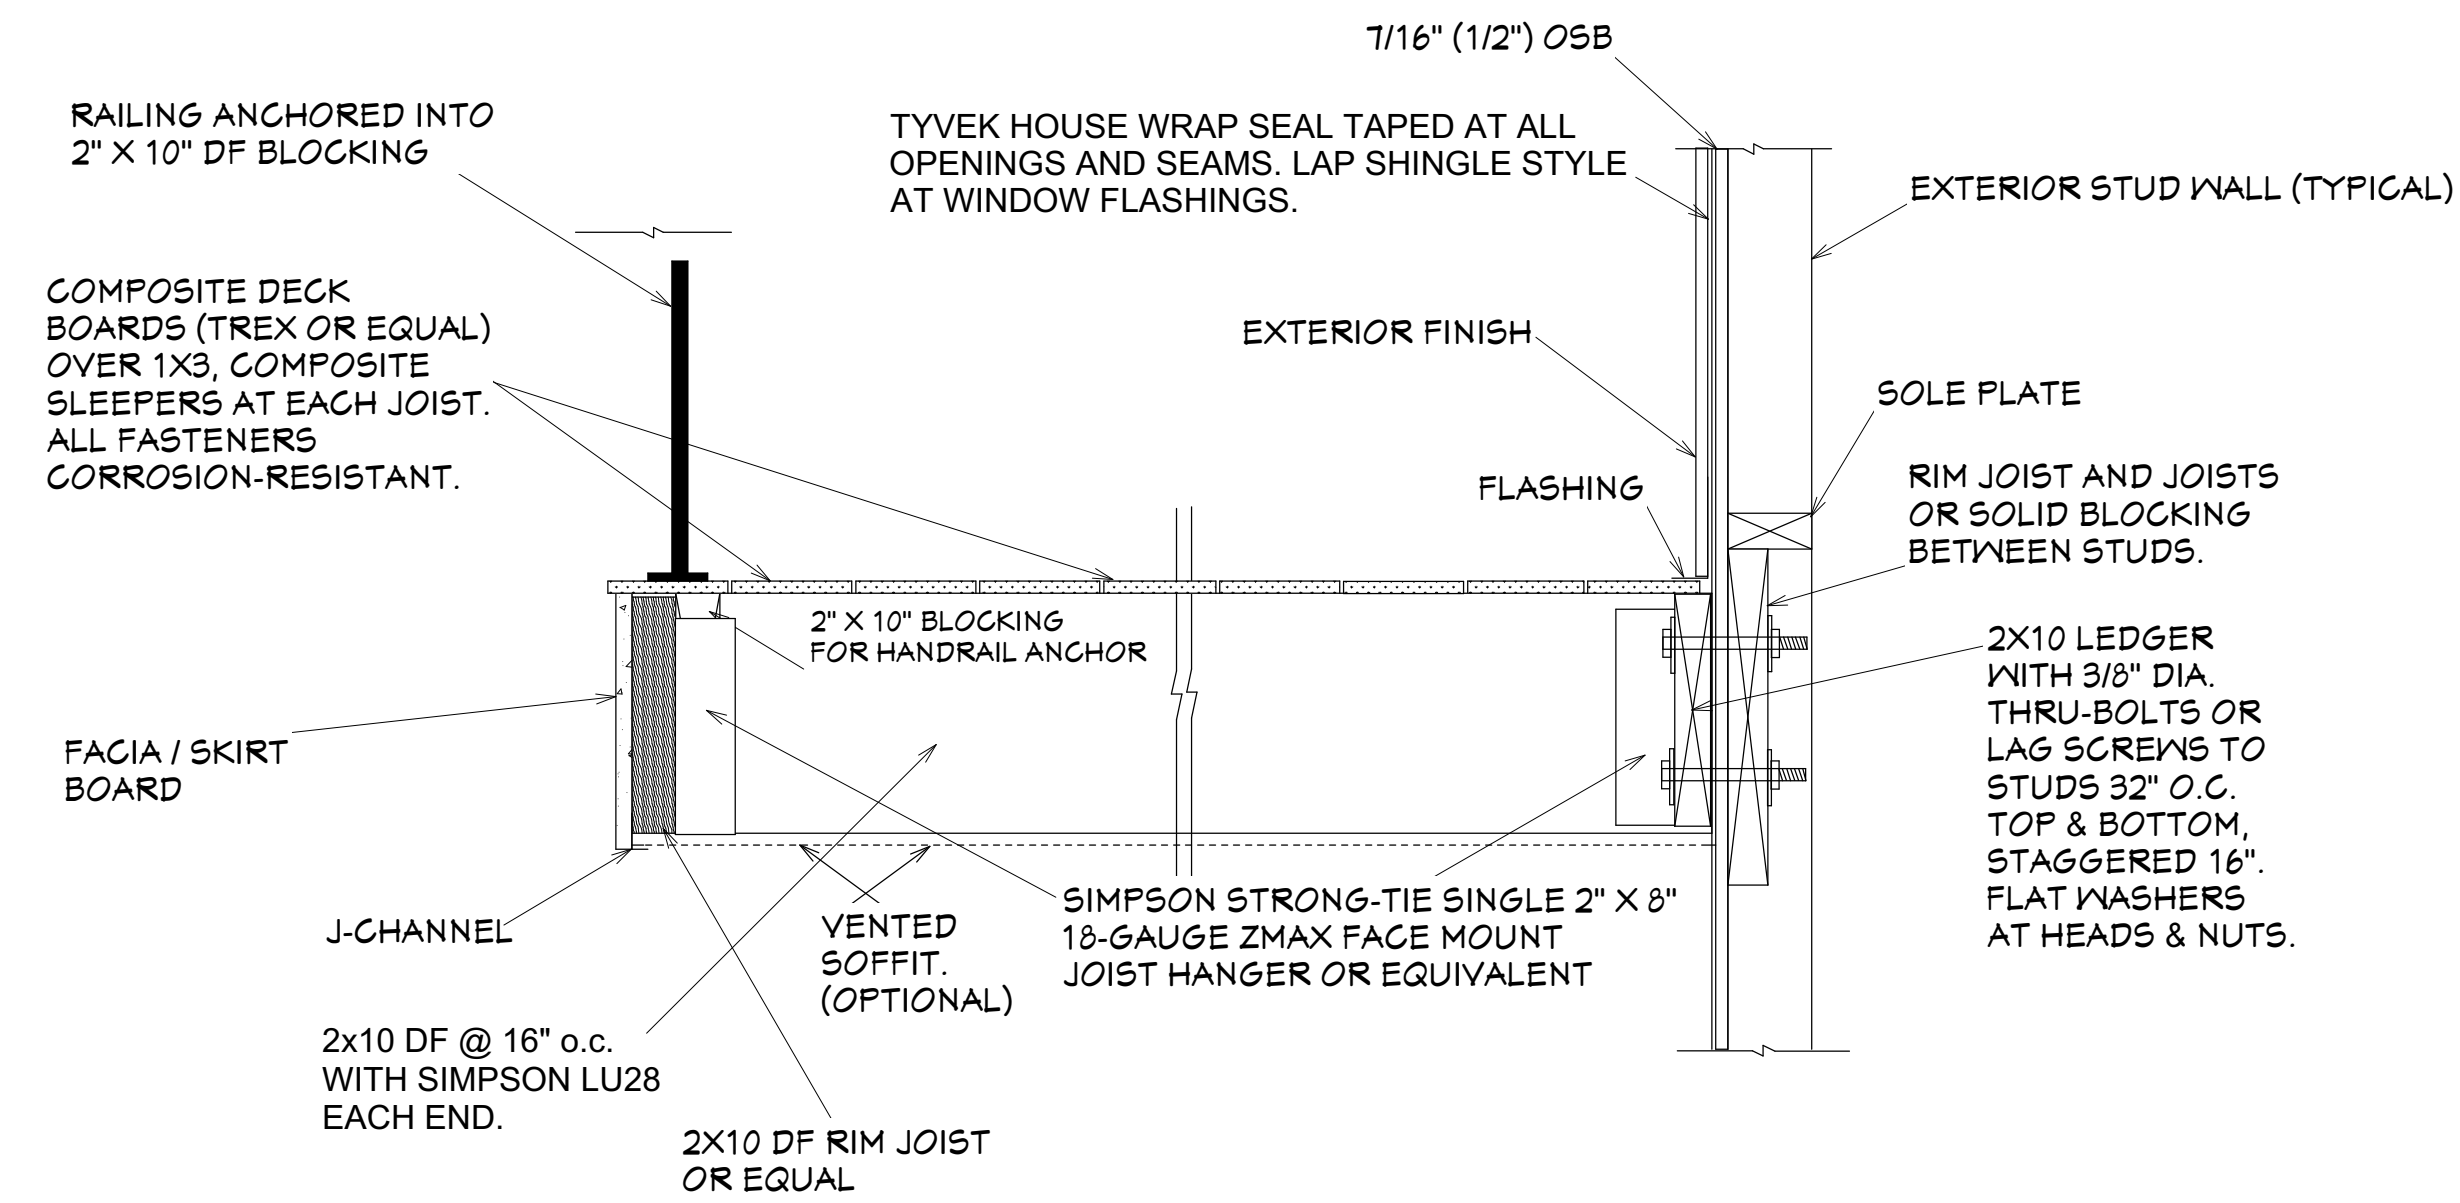 7/16" (1/2") OSB
RAILING ANCHORED INTO
2" X 10" DF BLOCKING
TYVEK HOUSE WRAP SEAL TAPED AT ALL
OPENINGS AND SEAMS. LAP SHINGLE STYLE
AT WINDOW FLASHINGS.
EXTERIOR STUD WALL (TYPICAL)
COMPOSITE DECK
BOARDS (TREX OR EQUAL)
OVER 1X3, COMPOSITE
SLEEPERS AT EACH JOIST.
ALL FASTENERS
CORROSION-RESISTANT.
EXTERIOR FINISH
SOLE PLATE
FLASHING
RIM JOIST AND JOISTS
OR SOLID BLOCKING
BETWEEN STUDS.
2" X 10" BLOCKING
FOR HANDRAIL ANCHOR
2X10 LEDGER
WITH 3/8" DIA.
THRU-BOLTS OR
LAG SCREWS TO
STUDS 32" O.C.
TOP & BOTTOM,
STAGGERED 16".
FLAT WASHERS
AT HEADS & NUTS.
FACIA / SKIRT
BOARD
J-CHANNEL
VENTED
SOFFIT.
(OPTIONAL)
SIMPSON STRONG-TIE SINGLE 2" X 8"
18-GAUGE ZMAX FACE MOUNT
JOIST HANGER OR EQUIVALENT
2x10 DF @ 16" o.c.
WITH SIMPSON LU28
EACH END.
2X10 DF RIM JOIST
OR EQUAL